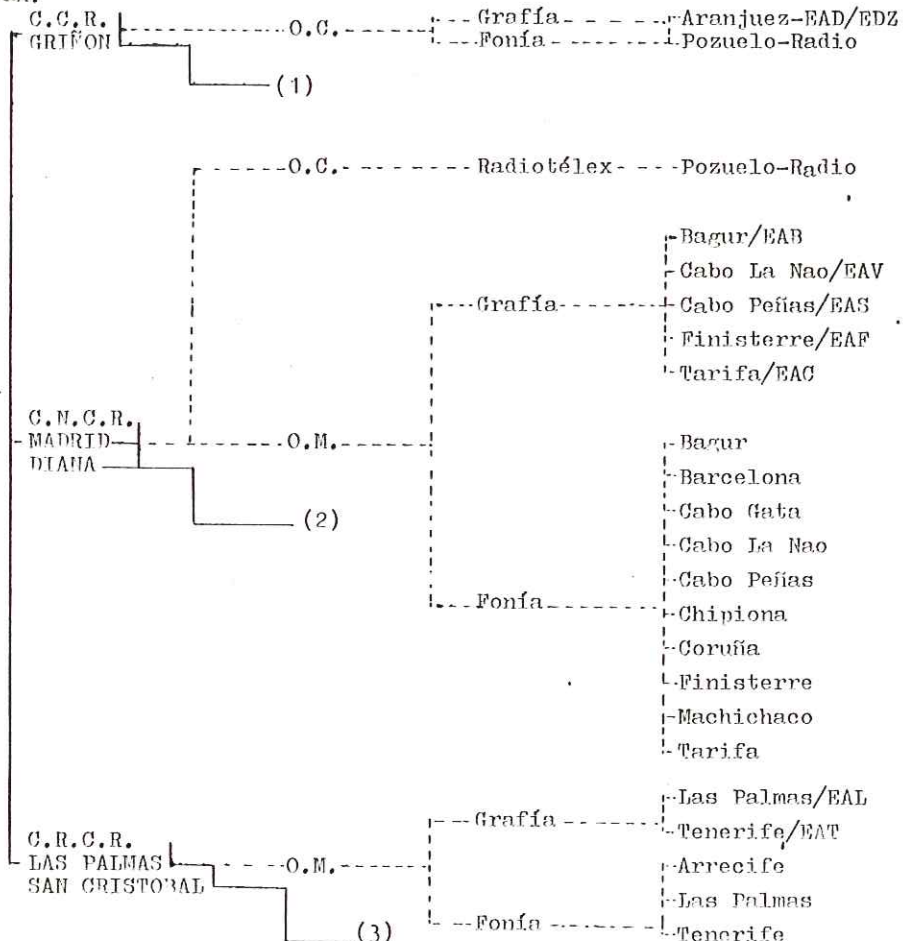 C.C.R.
GRIÑON
O.C.
Grafía
Aranjuez-EAD/EDZ
Fonía
Pozuelo-Radio
(1)
O.C.
Radiotélex
Pozuelo-Radio
Bagur/EAB
Cabo La Nao/EAV
Grafía
Cabo Peñas/EAS
Finisterre/EAF
Tarifa/EAC
C.N.C.R.
MADRID
DIANA
O.M.
(2)
Bagur
Barcelona
Cabo Gata
Cabo La Nao
Cabo Peñas
Fonía
Chipiona
Coruña
Finisterre
Machichaco
Tarifa
C.R.C.R.
LAS PALMAS
SAN CRISTOBAL
O.M.
Grafía
Las Palmas/EAL
Tenerife/EAT
Arrecife
Las Palmas
Fonía
Tenerife
(3)